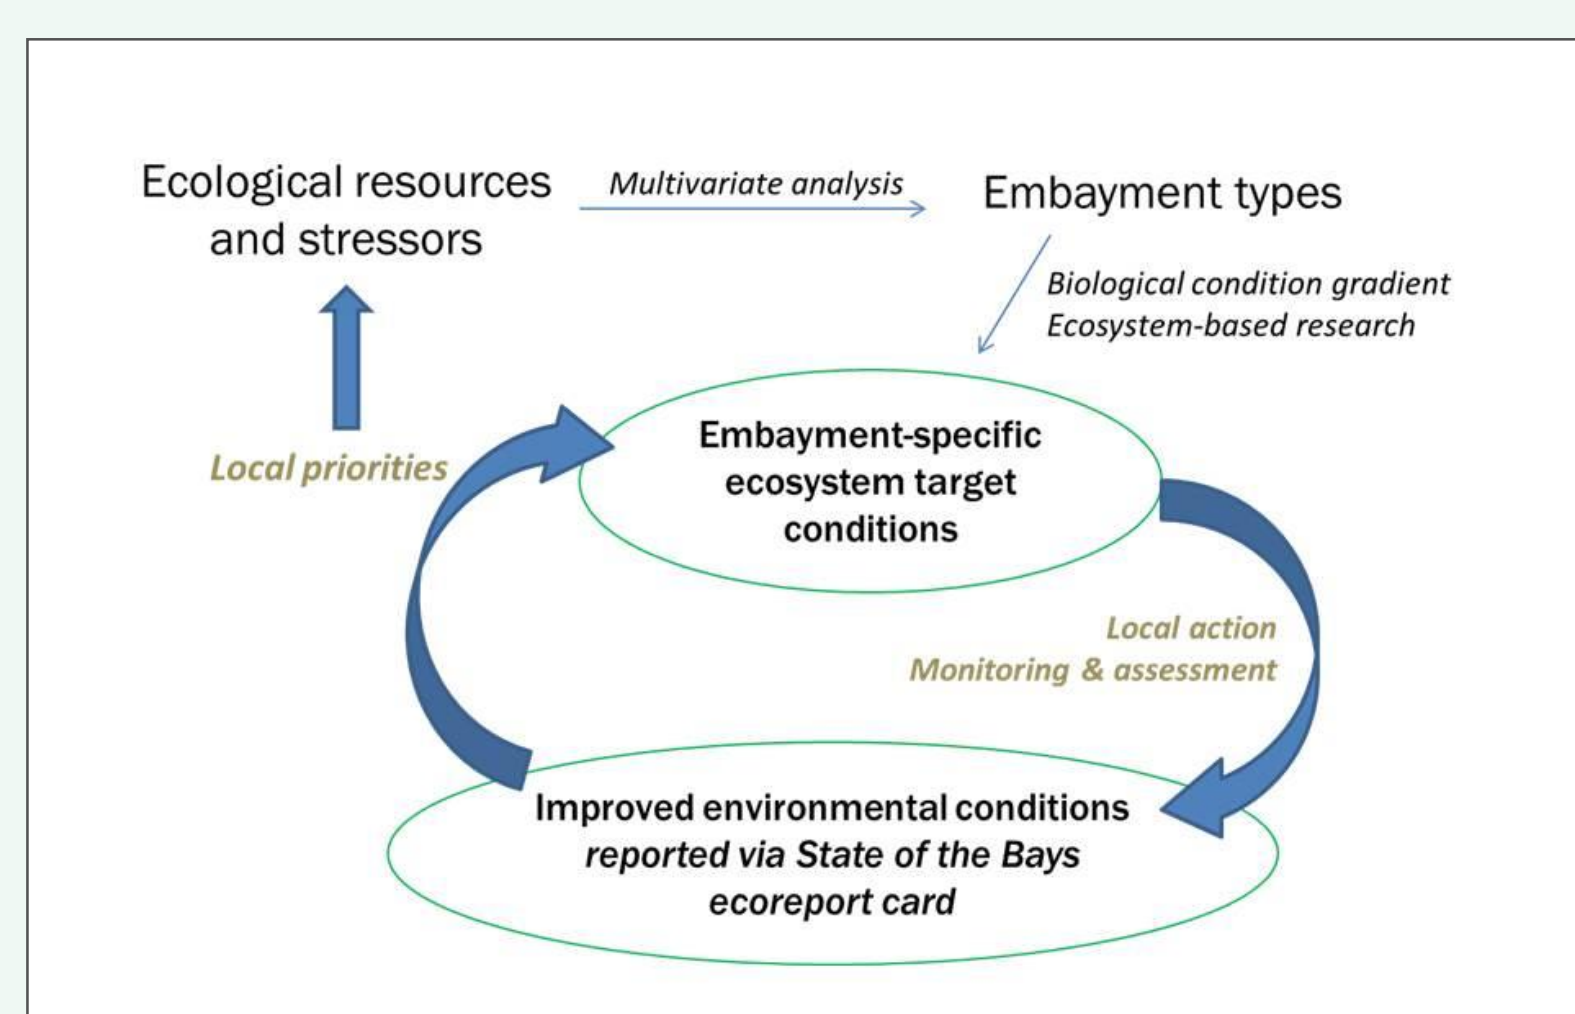 Ecological resources
and stressors
Multivariate analysis
Embayment types
Biological condition gradient
Ecosystem-based research
Local priorities
Embayment-specific
ecosystem target
conditions
Local action
Monitoring & assessment
Improved environmental conditions
reported via State of the Bays
ecoreport card